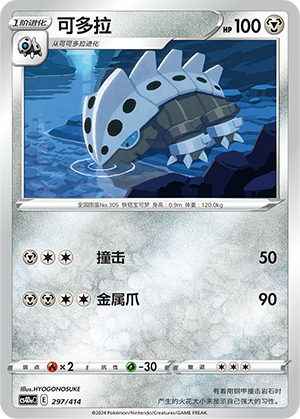 1阶进化
可多拉
HP 100
从可可多拉进化
全国图鉴No.305 铁铠宝可梦 身高:0.9m 体重:120.0kg
撞击 50
金属爪 90
弱点 ×2 抵抗力 -30 撤退
Illus.HYOGONOSUKE
E 297/414
有着用钢甲撞击岩石时
产生的火花大小来显示自己强大的习性。
©2024 Pokémon/Nintendo/Creatures/GAME FREAK.